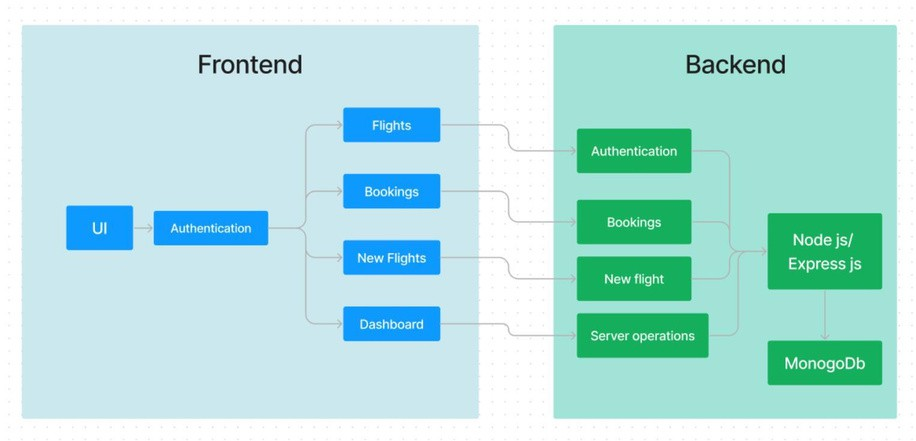 Frontend
UI
Authentication
Flights
Bookings
New Flights
Dashboard
Backend
Authentication
Bookings
New flight
Server operations
Node js/
Express js
MonogoDb